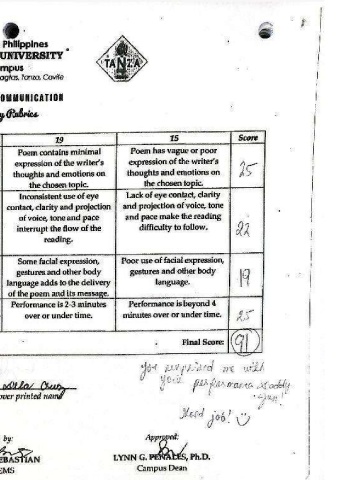 Philippines
UNIVERSITY
mpus
agtas, Tanza, Cavite
TANZA
OMMUNICATION
y Rubrics
19 15 Score
Poem contains minimal
expression of the writer's
thoughts and emotions on
the chosen topic.
Poem has vague or poor
expression of the writer's
thoughts and emotions on
the chosen topic.
25
Inconsistent use of eye
contact, clarity and projection
of voice, tone and pace
interrupt the flow of the
reading.
Lack of eye contact, clarity
and projection of voice, tone
and pace make the reading
difficulty to follow.
22
Some facial expression,
gestures and other body
language adds to the delivery
of the poem and its message.
Poor use of facial expression,
gestures and other body
language.
19
Performance is 2-3 minutes
over or under time.
Performance is beyond 4
minutes over or under time.
25
Final Score: 91
You surprised me with
your performance
Good job!
Dela Cruz
over printed name
by:
EBASTIAN
EMS
Approved:
LYNN G. PEÑALES, Ph.D.
Campus Dean